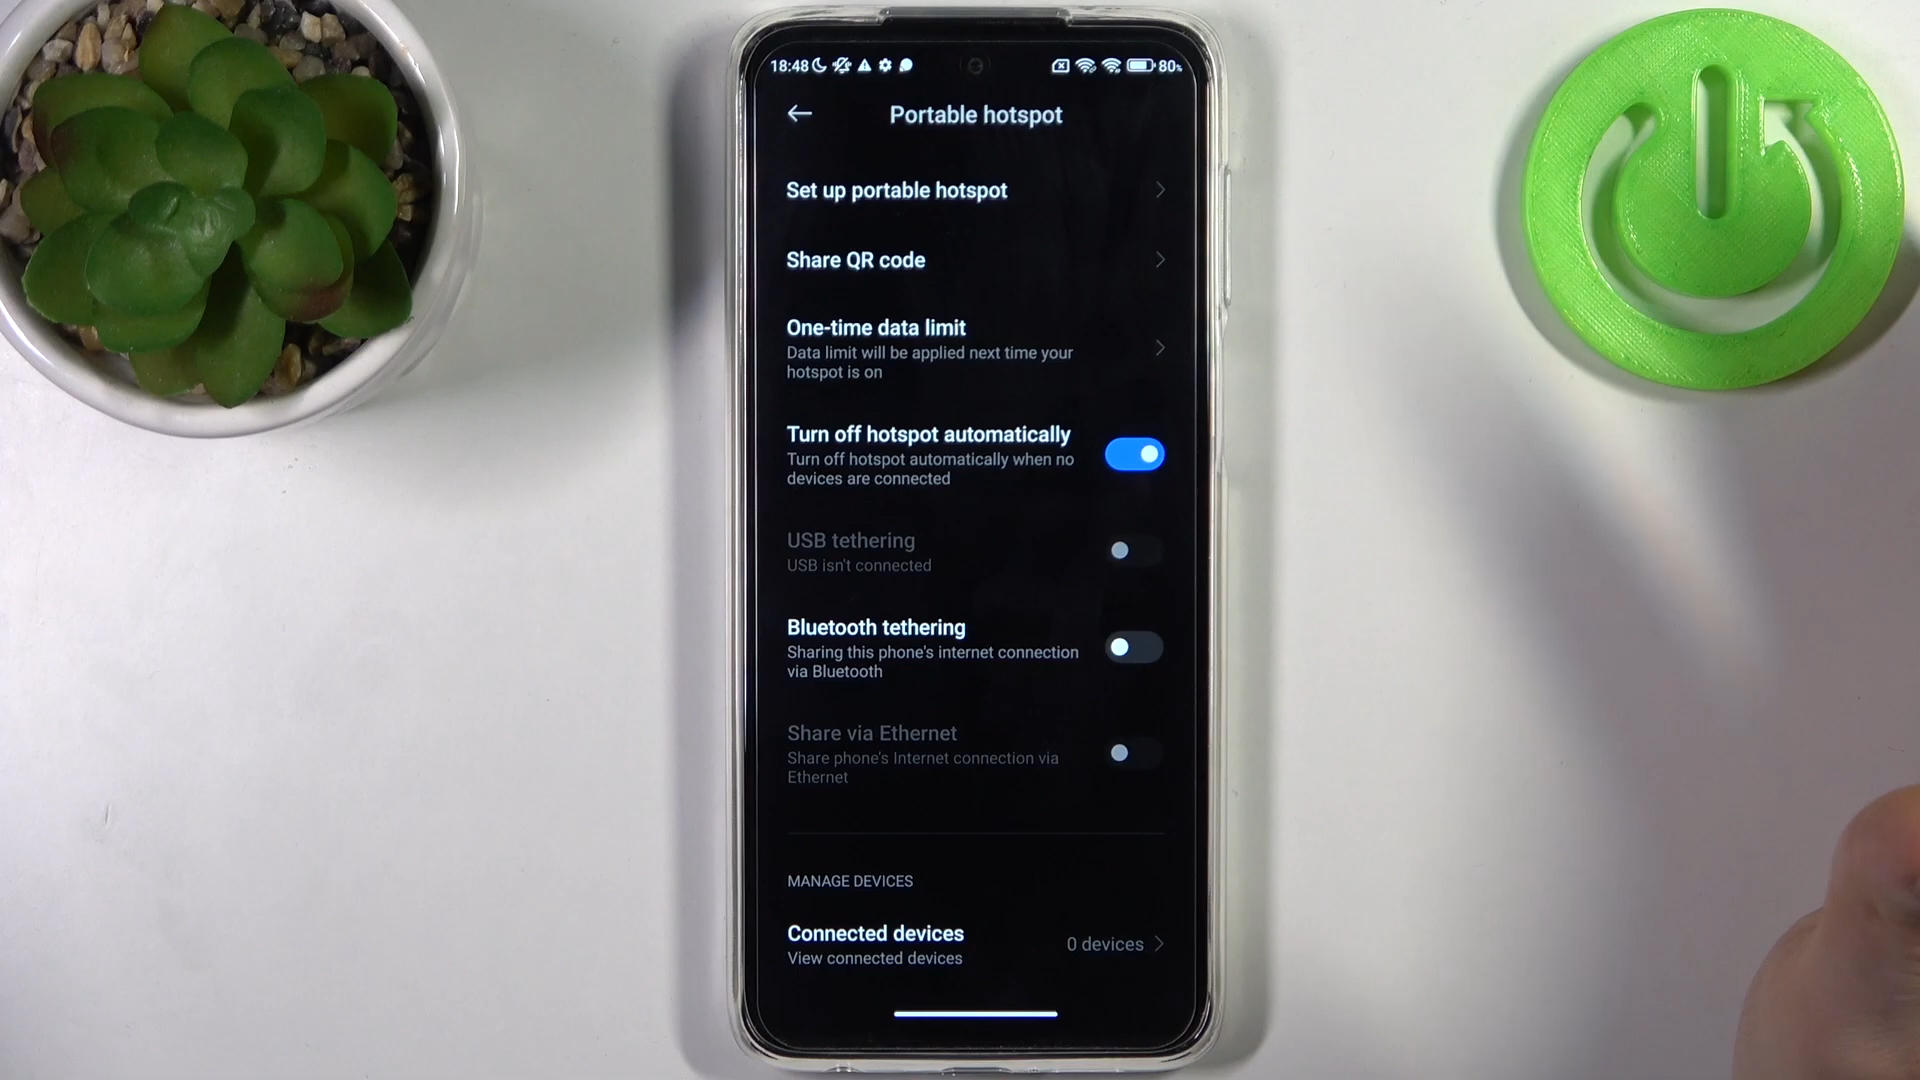 18:48 80%
Portable hotspot
Set up portable hotspot
Share QR code
One-time data limit
Data limit will be applied next time your
hotspot is on
Turn off hotspot automatically
Turn off hotspot automatically when no
devices are connected
USB tethering
USB isn't connected
Bluetooth tethering
Sharing this phone's internet connection
via Bluetooth
Share via Ethernet
Share phone's Internet connection via
Ethernet
MANAGE DEVICES
Connected devices
0 devices
View connected devices